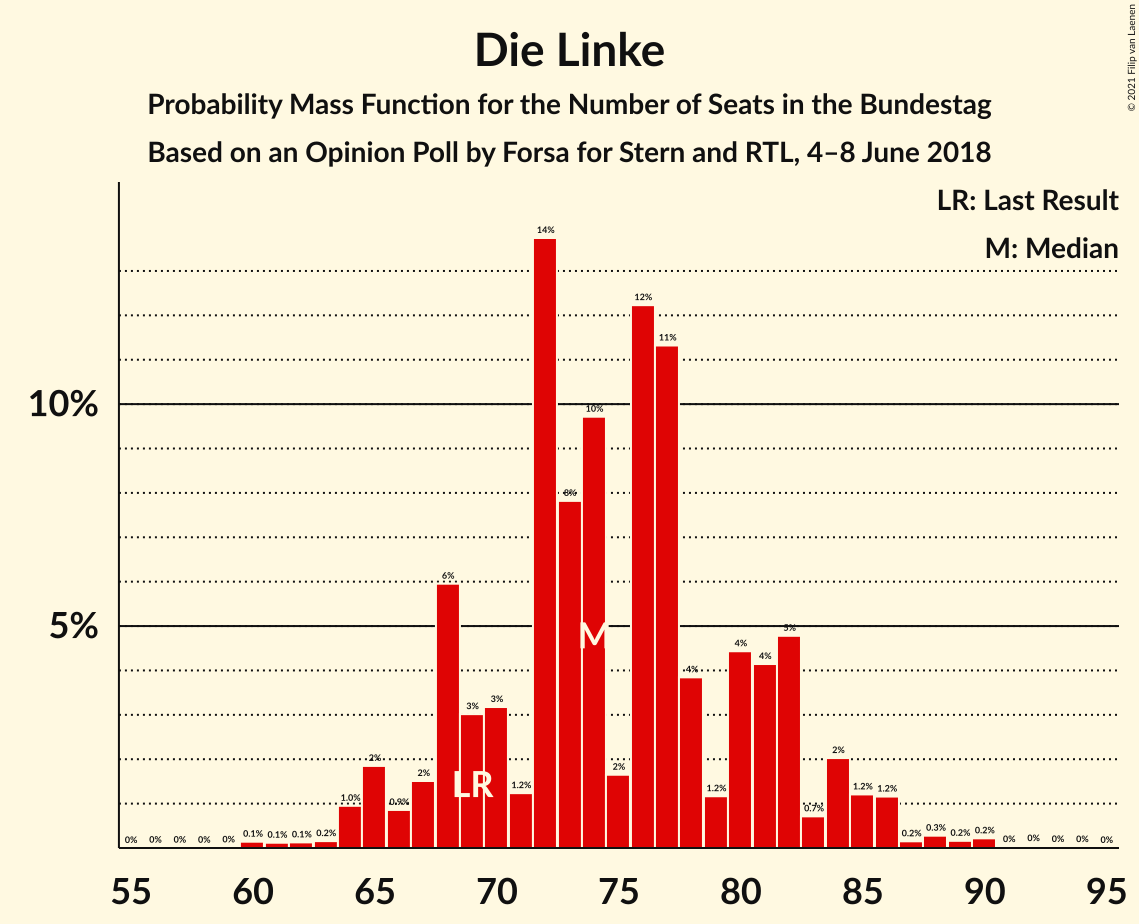 Die Linke
Probability Mass Function for the Number of Seats in the Bundestag
Based on an Opinion Poll by Forsa for Stern and RTL, 4–8 June 2018
© 2021 Filip van Laenen
LR: Last Result
M: Median
10%
5%
0% 0% 0% 0% 0% 0.1% 0.1% 0.1% 0.2% 1.0% 2% 0.9% 2% 6% 3% 3% 1.2% 14% 8% 10% 2% 12% 11% 4% 1.2% 4% 4% 5% 0.7% 2% 1.2% 1.2% 0.2% 0.3% 0.2% 0.2% 0% 0% 0% 0% 0%
LR
M
55 60 65 70 75 80 85 90 95